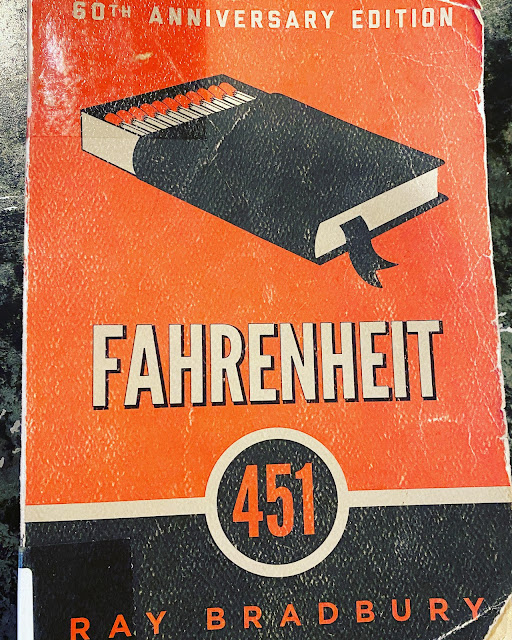 60TH ANNIVERSARY EDITION
FAHRENHEIT
451
RAY BRADBURY